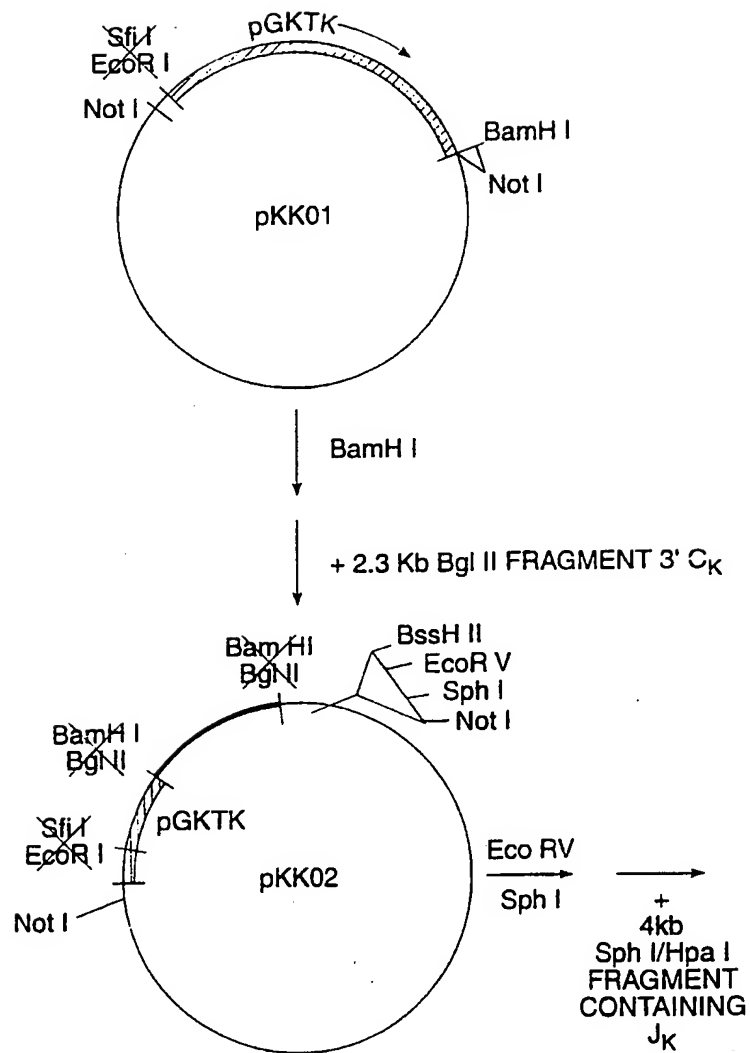 pGKTK
Sfi I
EcoR I
Not I
BamH I
Not I
pKK01
BamH I
+ 2.3 Kb Bgl II FRAGMENT 3' CK
Bam HI
Bgl II
BssH II
EcoR V
Sph I
Not I
BamH I
Bgl II
pGKTK
Sfi I
EcoR I
Not I
pKK02
Eco RV
Sph I
+
4kb
Sph I/Hpa I
FRAGMENT
CONTAINING
JK